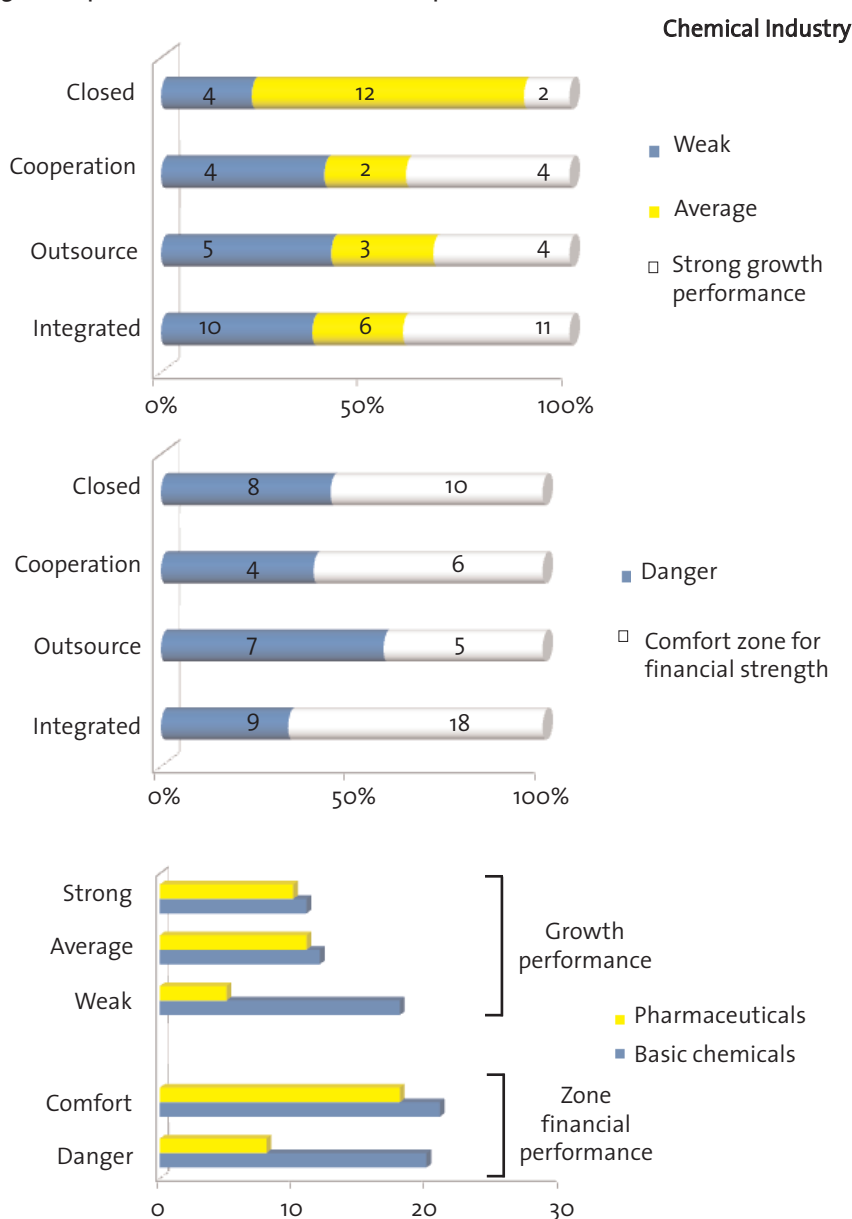 Chemical Industry
Closed 4 12 2
Cooperation 4 2 4
Outsource 5 3 4
Integrated 10 6 11
0% 50% 100%
Weak
Average
Strong growth
performance
Closed 8 10
Cooperation 4 6
Outsource 7 5
Integrated 9 18
0% 50% 100%
Danger
Comfort zone for
financial strength
Strong
Average
Weak
Growth
performance
Pharmaceuticals
Basic chemicals
Comfort
Danger
Zone
financial
performance
0 10 20 30